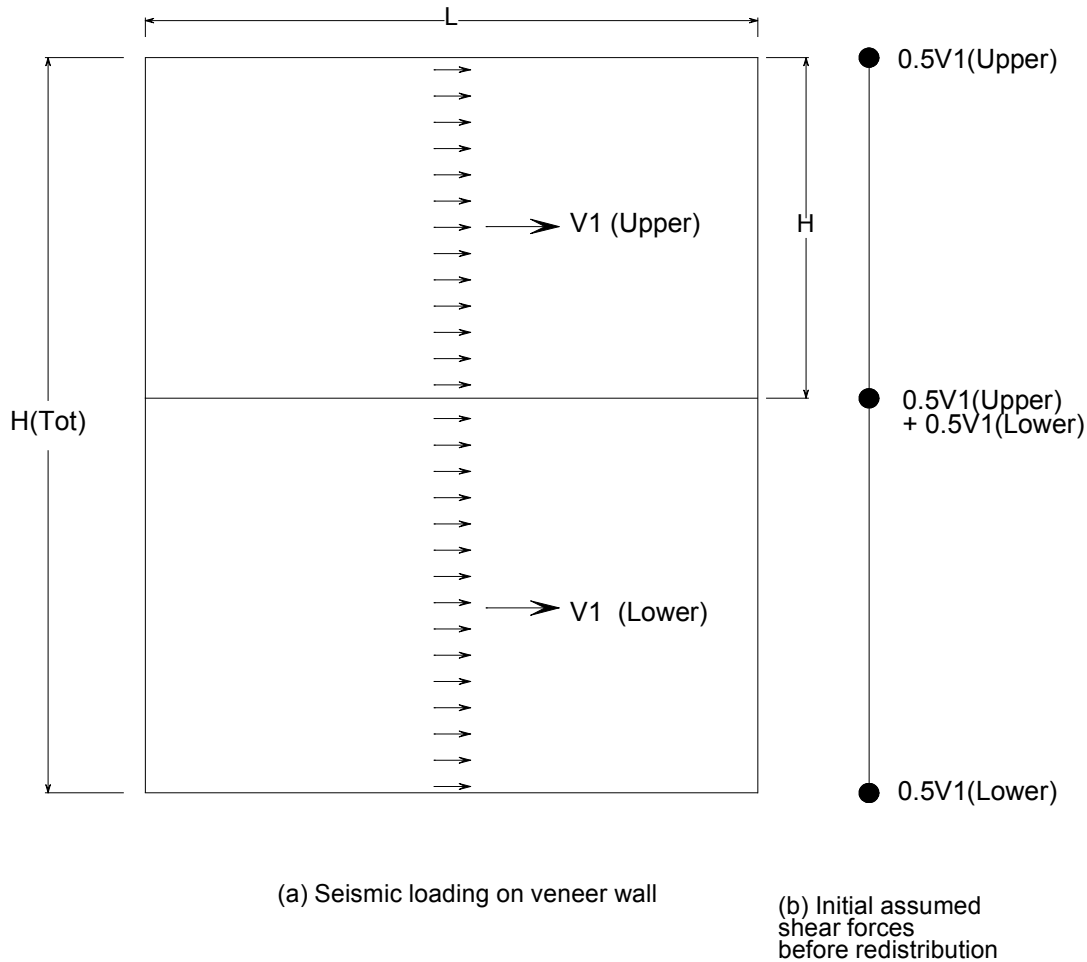 L
0.5V1(Upper)
V1 (Upper)
H
H(Tot)
0.5V1(Upper)
+ 0.5V1(Lower)
V1 (Lower)
0.5V1(Lower)
(a) Seismic loading on veneer wall
(b) Initial assumed
shear forces
before redistribution